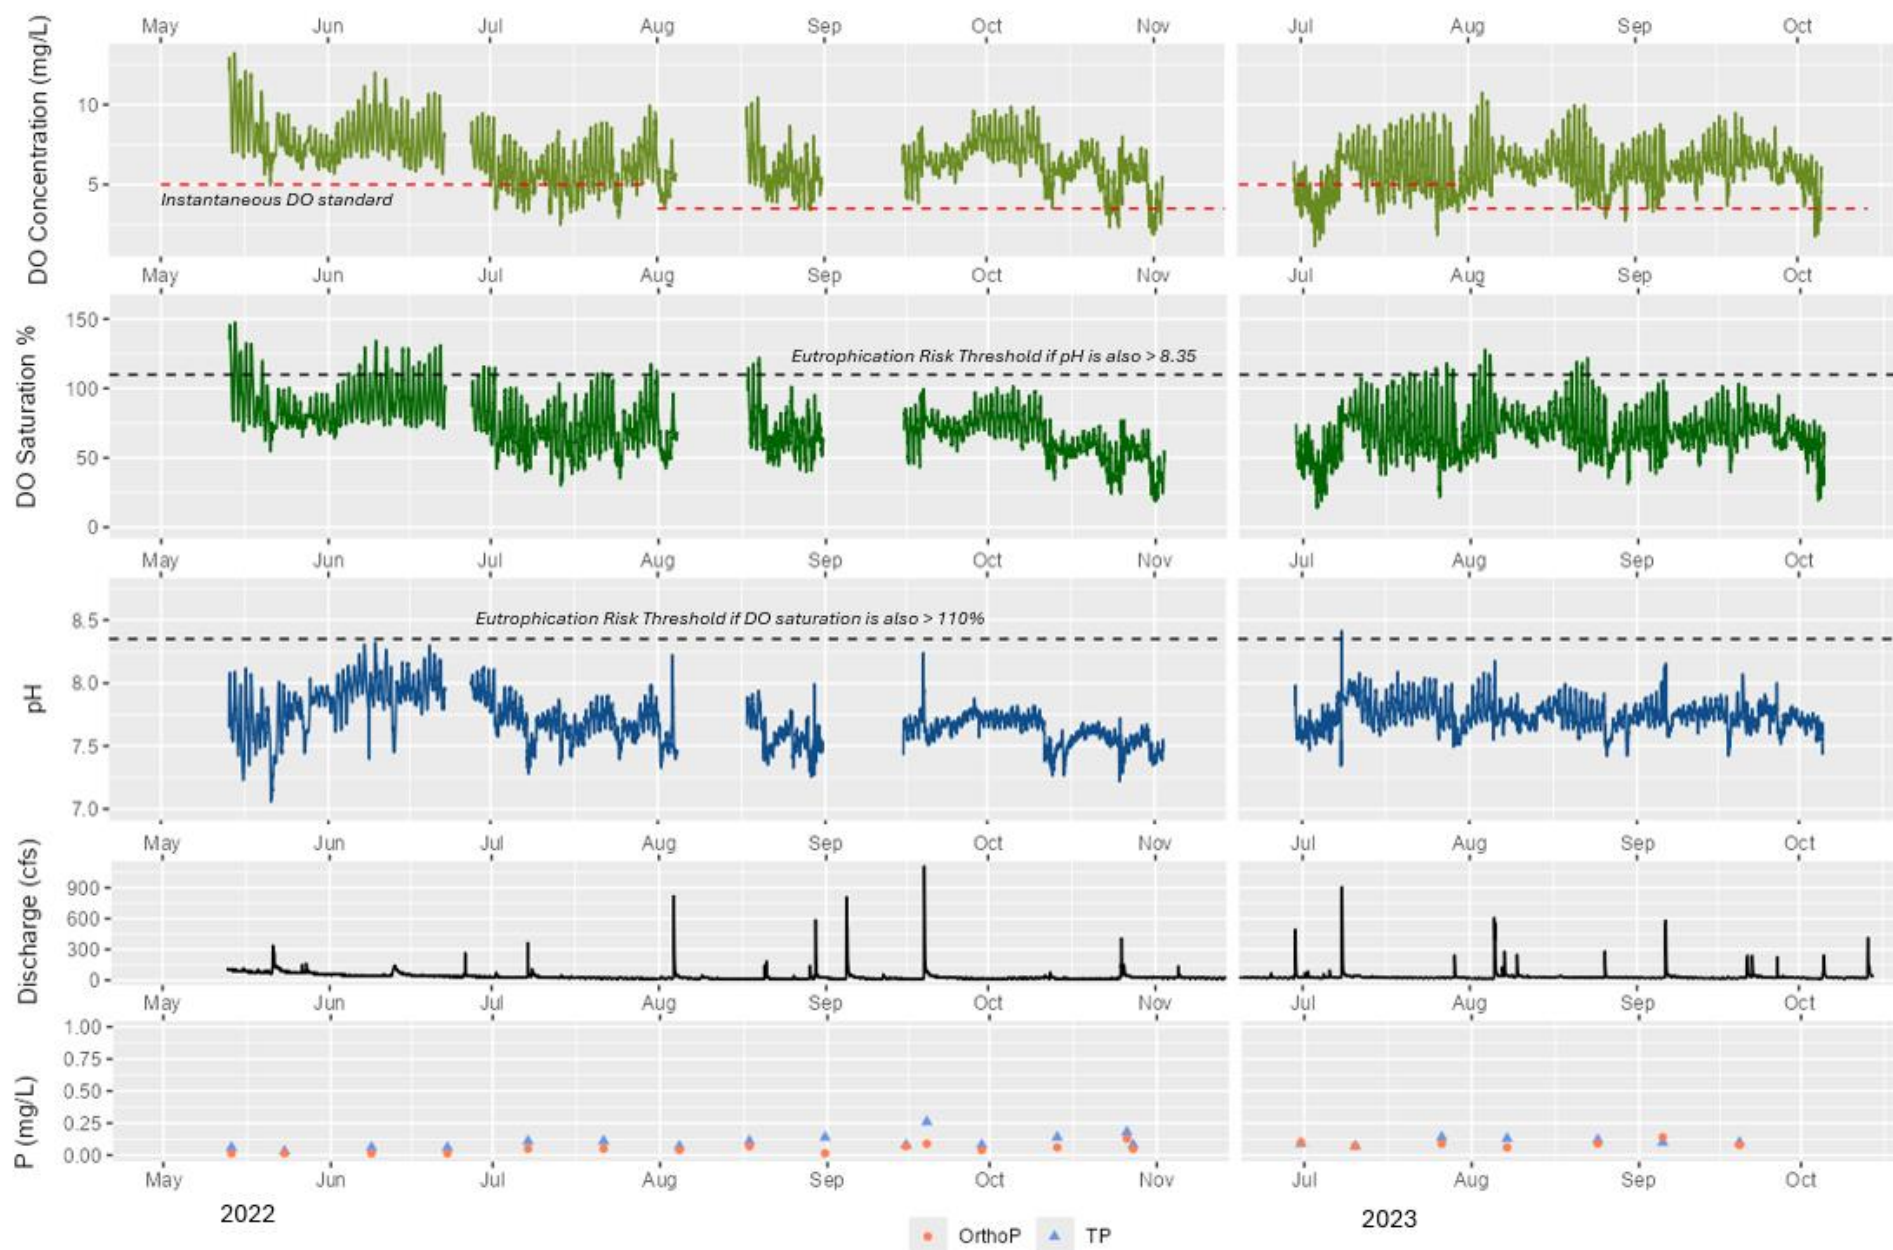 May Jun Jul Aug Sep Oct Nov Jul Aug Sep Oct
DO Concentration (mg/L)
10
5
Instantaneous DO standard
May Jun Jul Aug Sep Oct Nov Jul Aug Sep Oct
DO Saturation %
150
100
50
0
Eutrophication Risk Threshold if pH is also > 8.35
May Jun Jul Aug Sep Oct Nov Jul Aug Sep Oct
pH
8.5
8.0
7.5
7.0
Eutrophication Risk Threshold if DO saturation is also > 110%
May Jun Jul Aug Sep Oct Nov Jul Aug Sep Oct
Discharge (cfs)
900
600
300
0
May Jun Jul Aug Sep Oct Nov Jul Aug Sep Oct
P (mg/L)
1.00
0.75
0.50
0.25
0.00
May Jun Jul Aug Sep Oct Nov Jul Aug Sep Oct
2022 2023
OrthoP TP